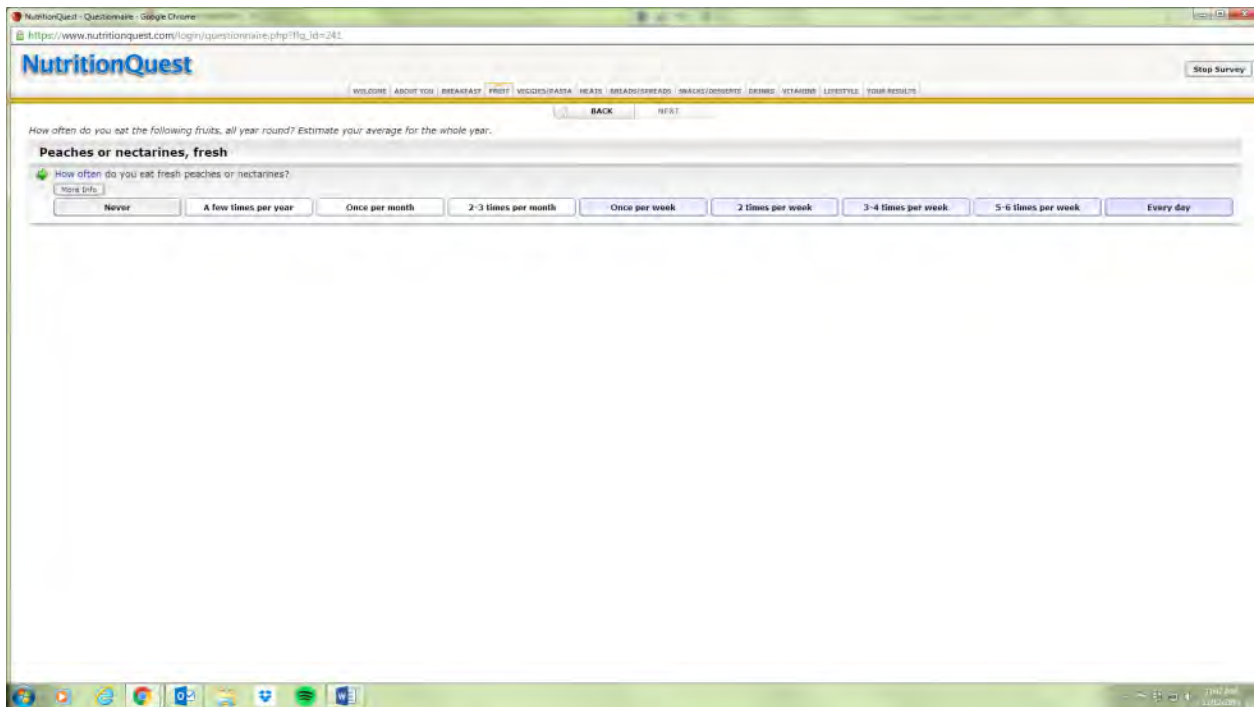 NutritionQuest - Questionnaire - Google Chrome
https://www.nutritionquest.com/login/questionnaire.php?flq_id=241
NutritionQuest
Stop Survey
WELCOME ABOUT YOU BREAKFAST FRUIT VEGGIES/PASTA MEATS BREADS/SPREADS SNACKS/DESSERTS DRINKS VITAMINS LIFESTYLE YOUR RESULTS
BACK NEXT
How often do you eat the following fruits, all year round? Estimate your average for the whole year.
Peaches or nectarines, fresh
How often do you eat fresh peaches or nectarines?
More Info
Never A few times per year Once per month 2-3 times per month Once per week 2 times per week 3-4 times per week 5-6 times per week Every day